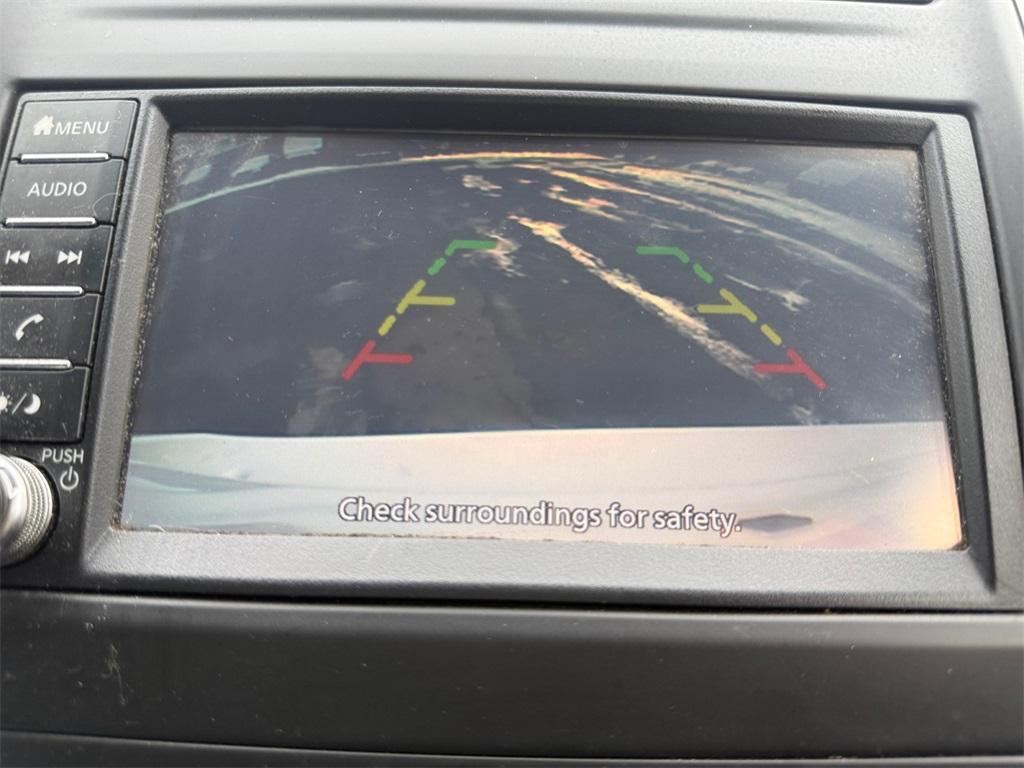 MENU
AUDIO
PUSH
Check surroundings for safety.